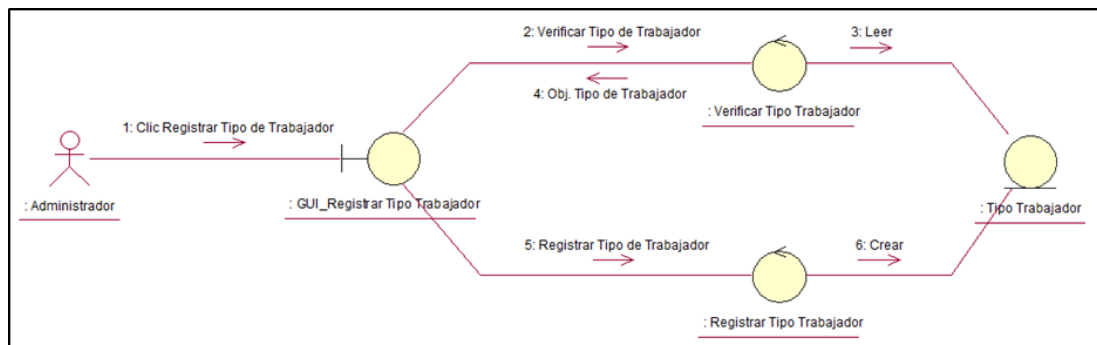 2: Verificar Tipo de Trabajador
3: Leer
4: Obj. Tipo de Trabajador
: Verificar Tipo Trabajador
1: Clic Registrar Tipo de Trabajador
: Administrador
: GUI_Registrar Tipo Trabajador
: Tipo Trabajador
5: Registrar Tipo de Trabajador
6: Crear
: Registrar Tipo Trabajador